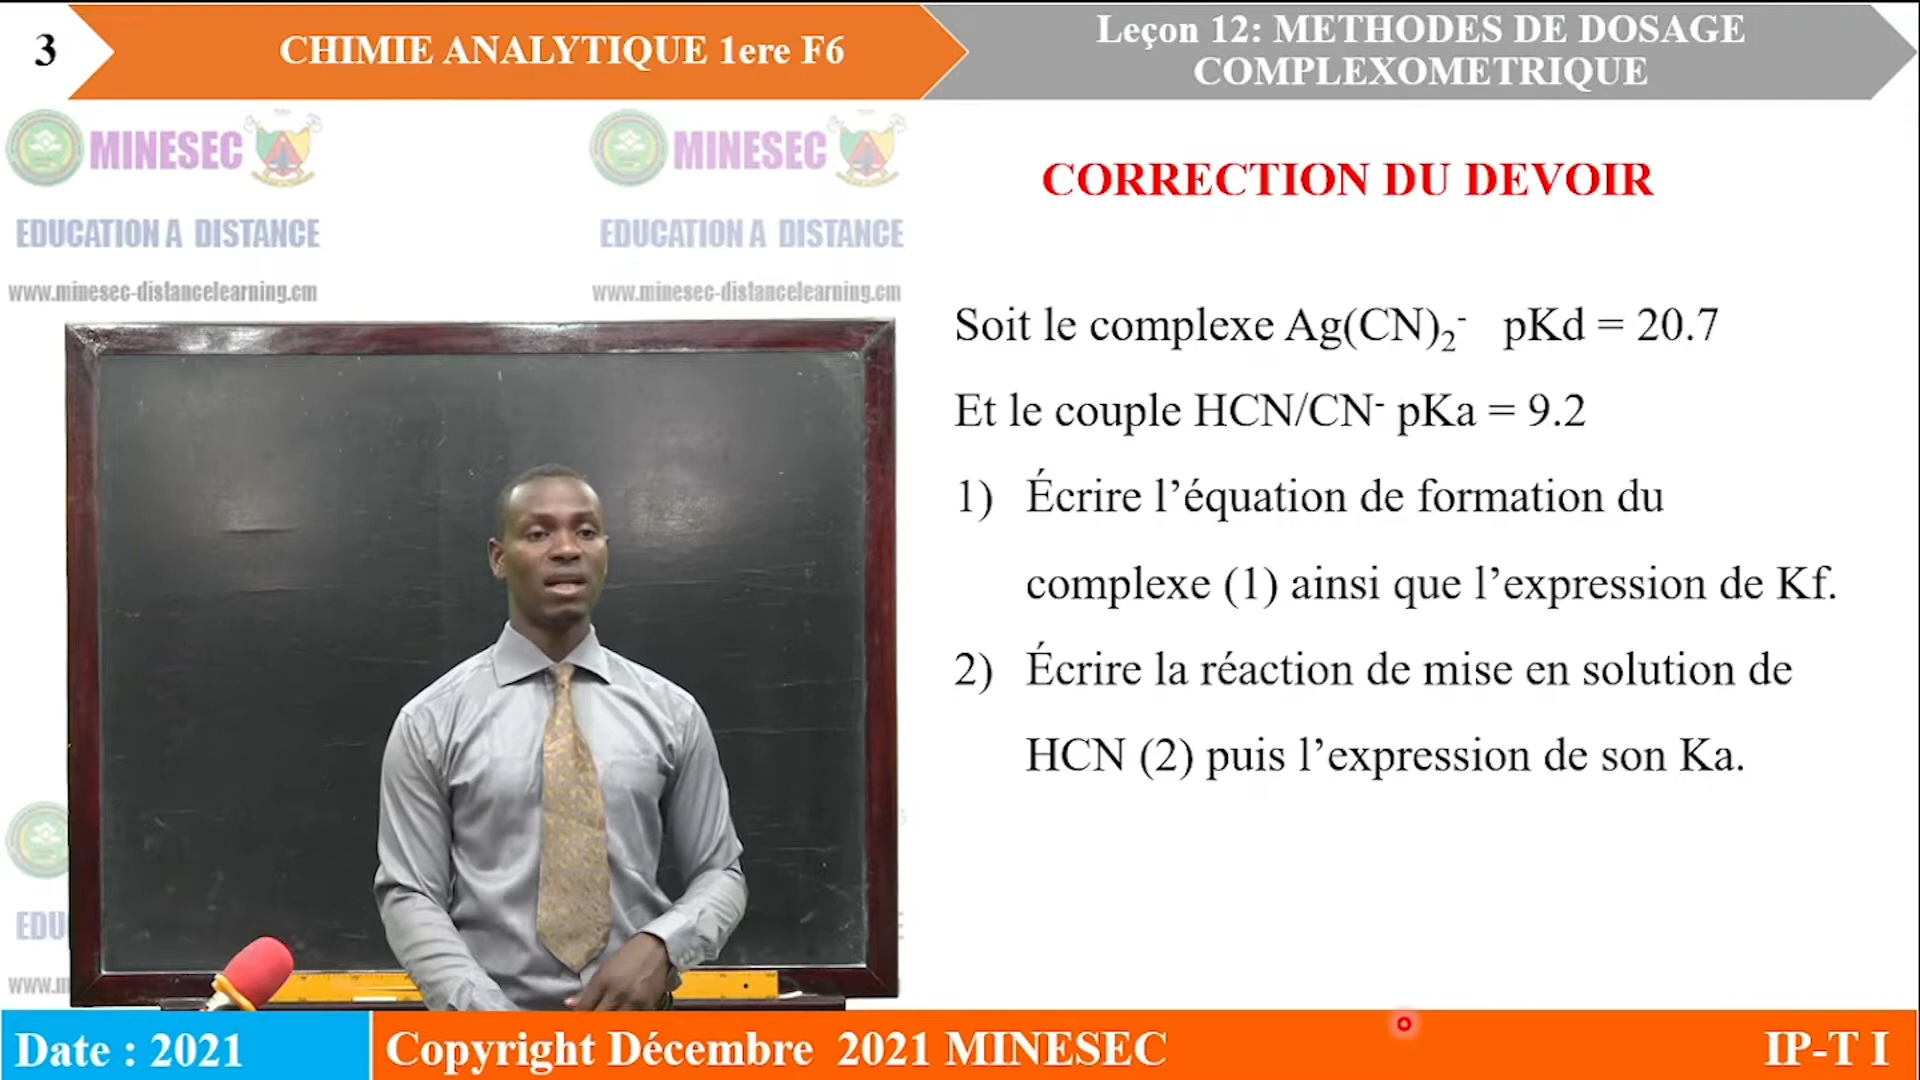 3
CHIMIE ANALYTIQUE 1ere F6
Leçon 12: METHODES DE DOSAGE
COMPLEXOMETRIQUE
MINESEC
MINESEC
EDUCATION A DISTANCE
EDUCATION A DISTANCE
www.minesec-distancelearning.cm
www.minesec-distancelearning.cm
CORRECTION DU DEVOIR
Soit le complexe Ag(CN)₂⁻ pKd = 20.7
Et le couple HCN/CN⁻ pKa = 9.2
1) Écrire l’équation de formation du
complexe (1) ainsi que l’expression de Kf.
2) Écrire la réaction de mise en solution de
HCN (2) puis l’expression de son Ka.
Date : 2021
Copyright Décembre 2021 MINESEC
IP-T I